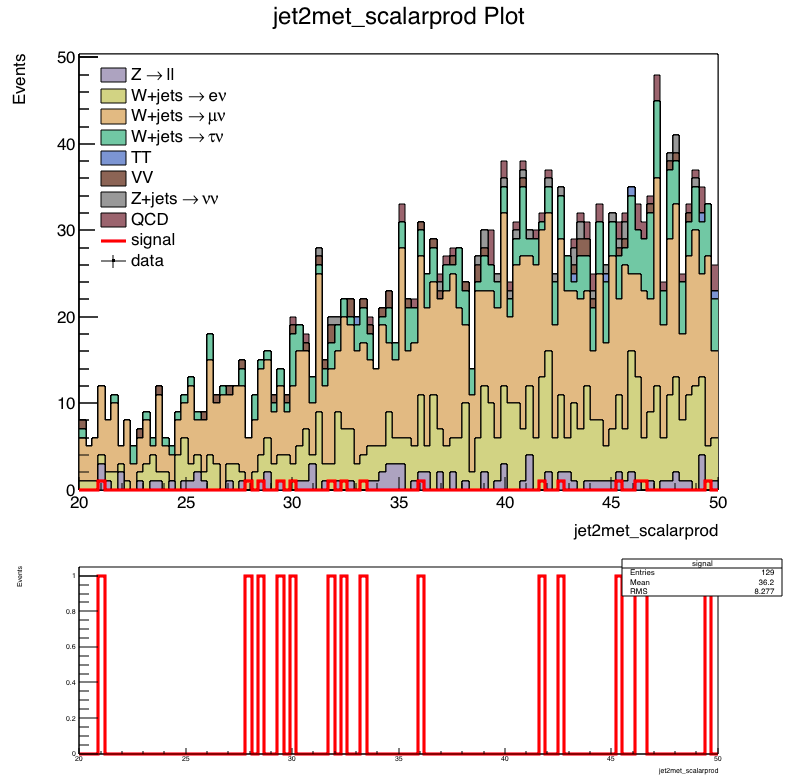 jet2met_scalarprod Plot
Events
50
40
30
20
10
0
Z → ll
W+jets → eν
W+jets → μν
W+jets → τν
TT
VV
Z+jets → νν
QCD
signal
data
20 25 30 35 40 45 50
jet2met_scalarprod
Events
1
0.8
0.6
0.4
0.2
0
signal
Entries 129
Mean 36.2
RMS 8.277
20 25 30 35 40 45 50
jet2met_scalarprod